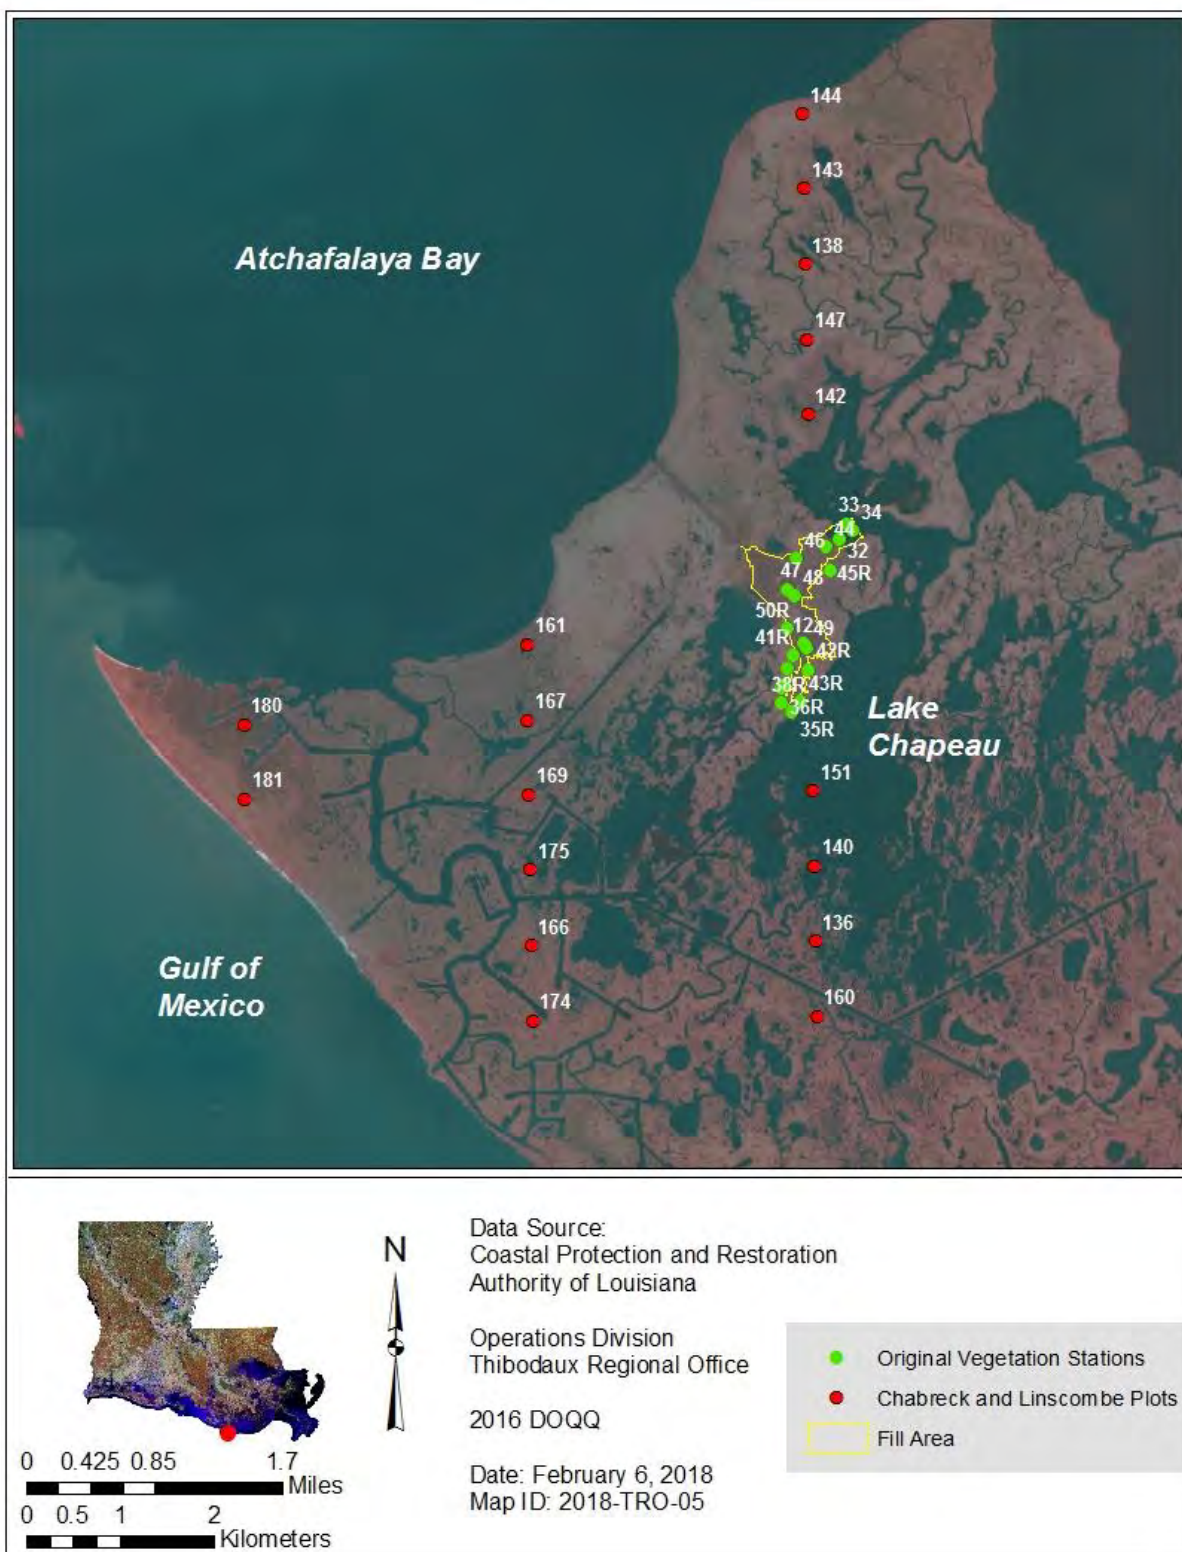 144
143
138
Atchafalaya Bay
147
142
33
34
44
46
32
45R
47
48
50R
12
49
41R
42R
161
38R
43R
180
167
36R
Lake
Chapeau
35R
181
169
151
175
140
166
136
Gulf of
Mexico
174
160
N
Data Source:
Coastal Protection and Restoration
Authority of Louisiana
Operations Division
Thibodaux Regional Office
2016 DOQQ
Date: February 6, 2018
Map ID: 2018-TRO-05
Original Vegetation Stations
Chabreck and Linscombe Plots
Fill Area
0 0.425 0.85 1.7
Miles
0 0.5 1 2
Kilometers